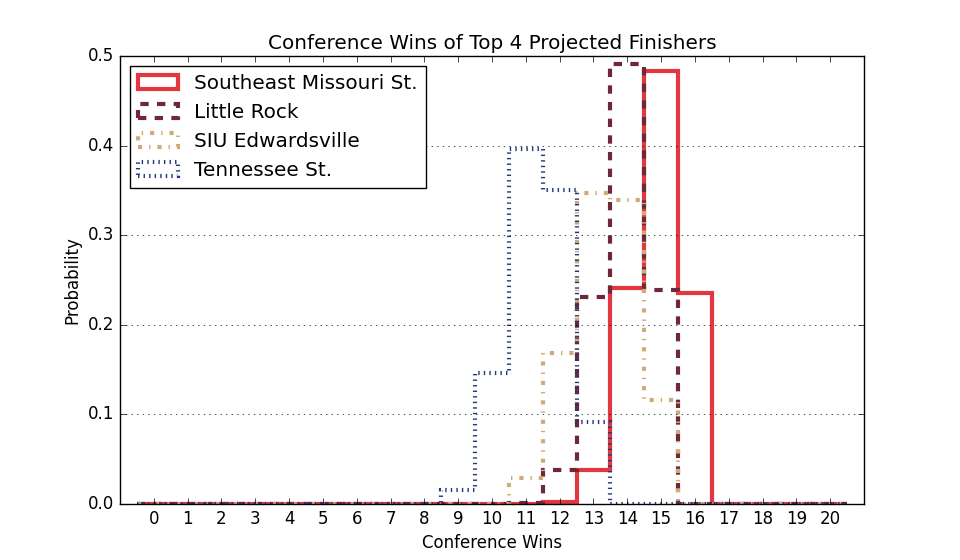 Conference Wins of Top 4 Projected Finishers
Southeast Missouri St.
Little Rock
SIU Edwardsville
Tennessee St.
0.5
0.4
0.3
0.2
0.1
0.0
Probability
0 1 2 3 4 5 6 7 8 9 10 11 12 13 14 15 16 17 18 19 20
Conference Wins